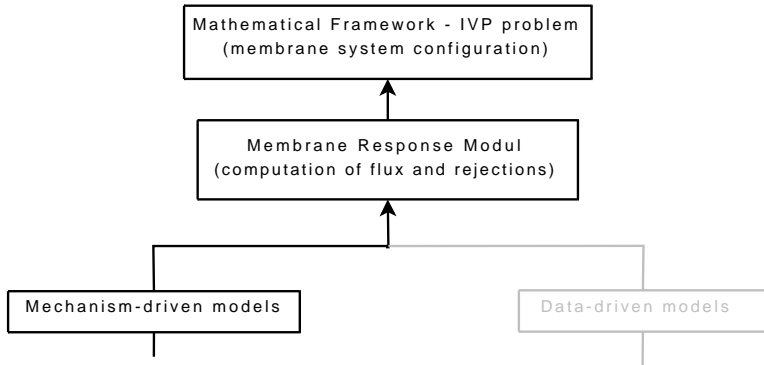 Mathematical Framework - IVP problem
(membrane system configuration)
Membrane Response Modul
(computation of flux and rejections)
Mechanism-driven models
Data-driven models